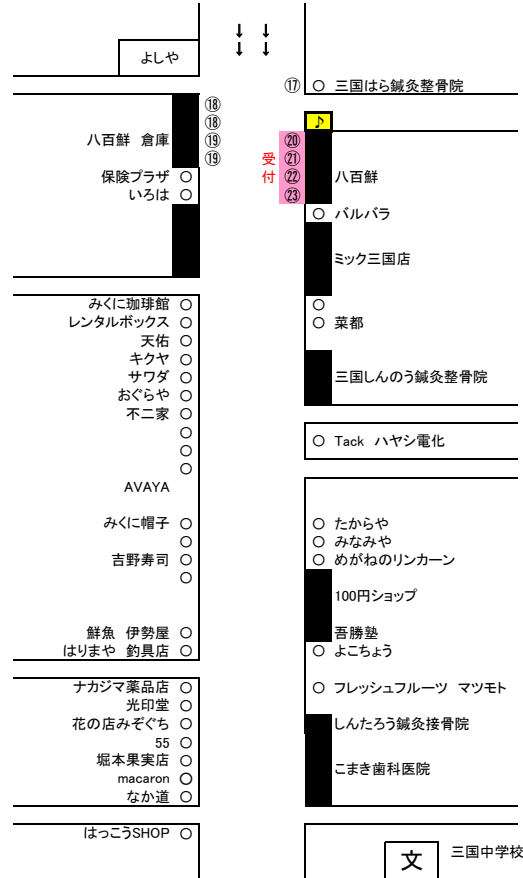 ↓ ↓
↓ ↓
よしや
⑰ ○ 三国はら鍼灸整骨院
⑱
⑱
♪
八百鮮 倉庫 ⑲
⑲
受付
⑳
㉑
㉒
㉓
八百鮮
保険プラザ ○
いろは ○
○ バルバラ
ミック三国店
みくに珈琲館 ○
○
レンタルボックス ○
○ 菜都
天佑 ○
キクヤ ○
サワダ ○
三国しんのう鍼灸整骨院
おぐらや ○
不二家 ○
○
○ Tack ハヤシ電化
○
○
AVAYA
みくに帽子 ○
○ たからや
○
○ みなみや
吉野寿司 ○
○ めがねのリンカーン
○
100円ショップ
鮮魚 伊勢屋 ○
吾勝塾
はりまや 釣具店 ○
○ よこちょう
ナカジマ薬品店 ○
○ フレッシュフルーツ マツモト
光印堂 ○
花の店みぞぐち ○
しんたろう鍼灸接骨院
55 ○
堀本果実店 ○
こまき歯科医院
macaron ○
なか道 ○
はっこうSHOP ○
文 三国中学校